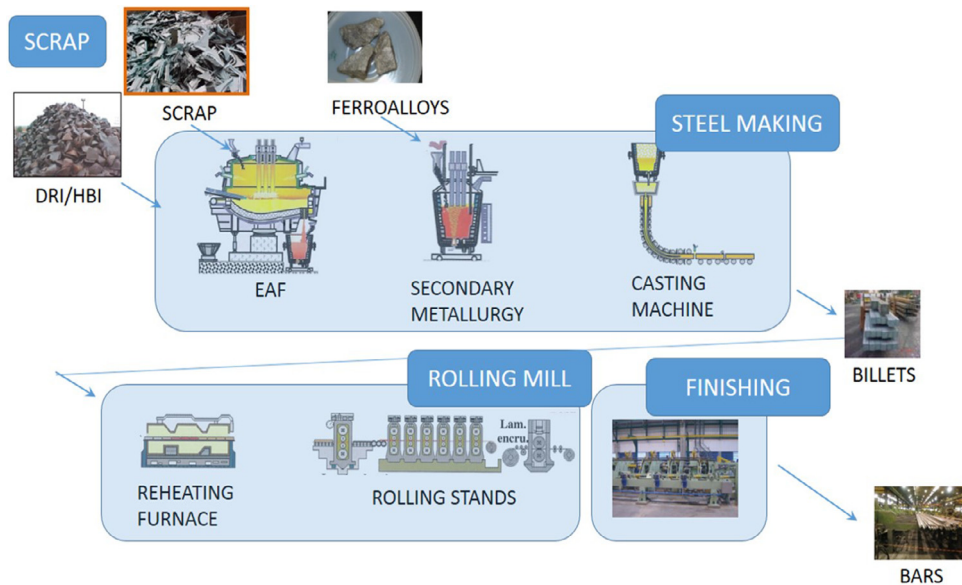 SCRAP
SCRAP
FERROALLOYS
STEEL MAKING
DRI/HBI
EAF
SECONDARY
METALLURGY
CASTING
MACHINE
BILLETS
ROLLING MILL
FINISHING
Lam.
encru.
REHEATING
FURNACE
ROLLING STANDS
BARS